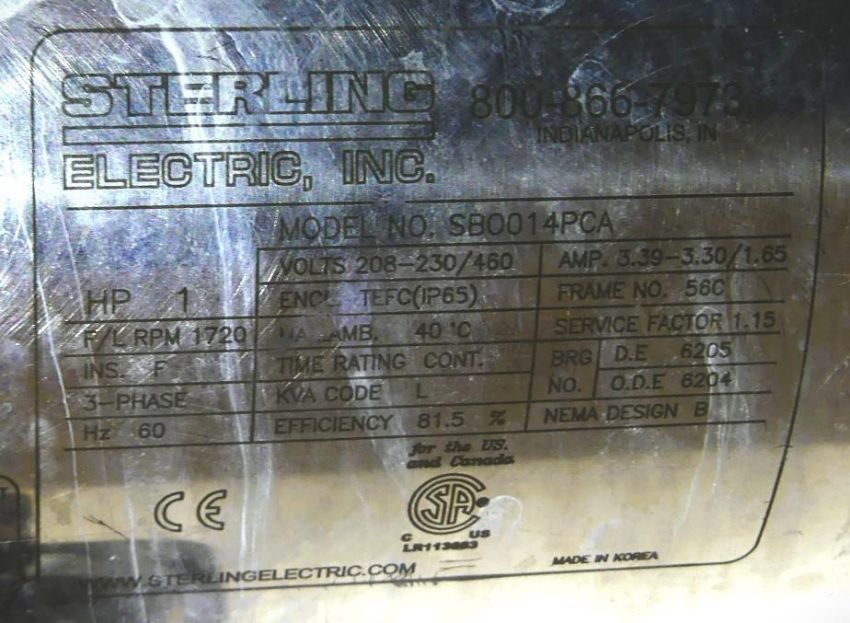 STERLING
ELECTRIC, INC.
800-866-7973
INDIANAPOLIS, IN
MODEL NO. SB0014PCA
HP 1
VOLTS 208-230/460
AMP. 3.39-3.30/1.65
ENCL. TEFC(IP65)
FRAME NO. 56C
F/L RPM 1720
AMB. 40 °C
SERVICE FACTOR 1.15
INS. F
TIME RATING CONT.
BRG D.E 6205
3-PHASE
KVA CODE L
NO. O.D.E 6204
Hz 60
EFFICIENCY 81.5 %
NEMA DESIGN B
for the US.
and Canada
CE
SA
C US
MADE IN KOREA
WWW.STERLINGELECTRIC.COM